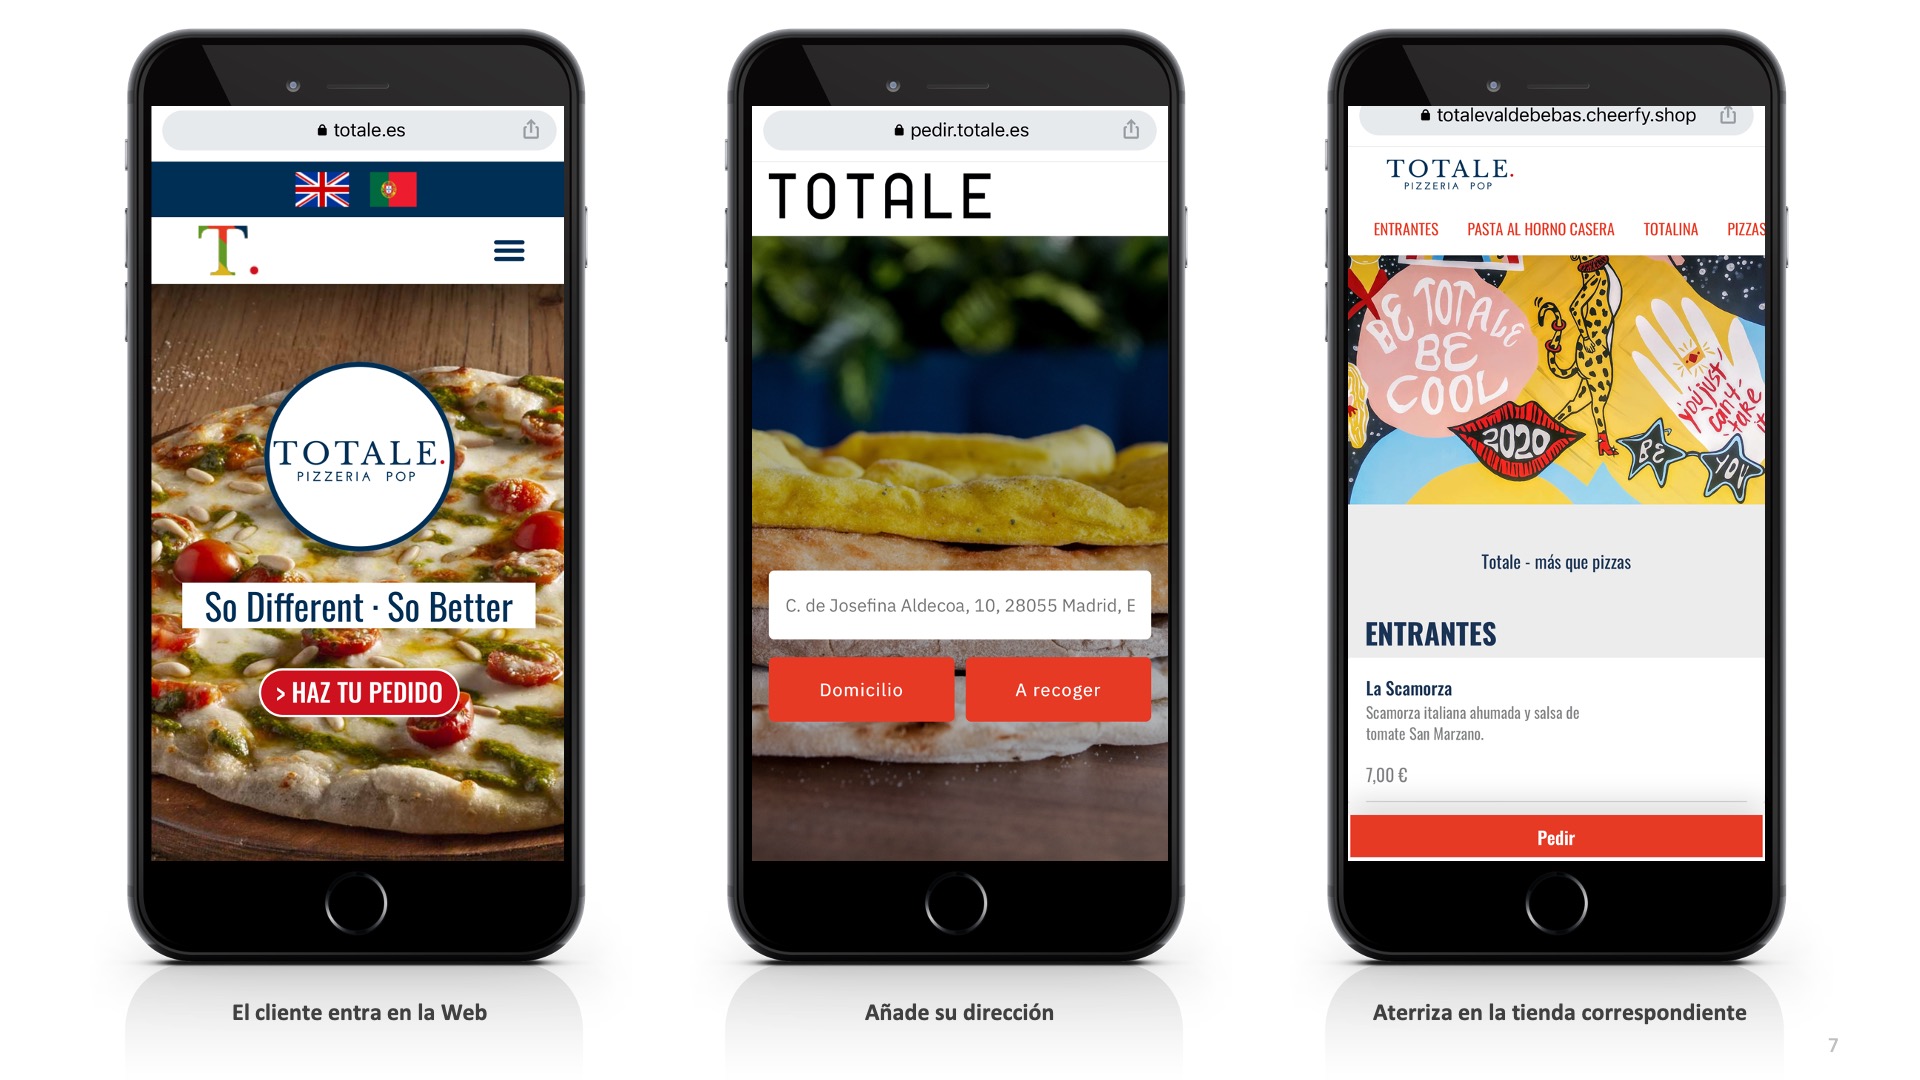 totale.es
T.
TOTALE.
PIZZERIA POP
So Different · So Better
> HAZ TU PEDIDO
El cliente entra en la Web
pedir.totale.es
TOTALE
C. de Josefina Aldecoa, 10, 28055 Madrid, E
Domicilio
A recoger
Añade su dirección
totalevaldebebas.cheerfy.shop
TOTALE.
PIZZERIA POP
ENTRANTES PASTA AL HORNO CASERA TOTALINA PIZZAS
BE TOTALE
BE
COOL
2020
you just
can't
take
BE
YOU
Totale - más que pizzas
ENTRANTES
La Scamorza
Scamorza italiana ahumada y salsa de
tomate San Marzano.
7,00 €
Pedir
Aterriza en la tienda correspondiente
7